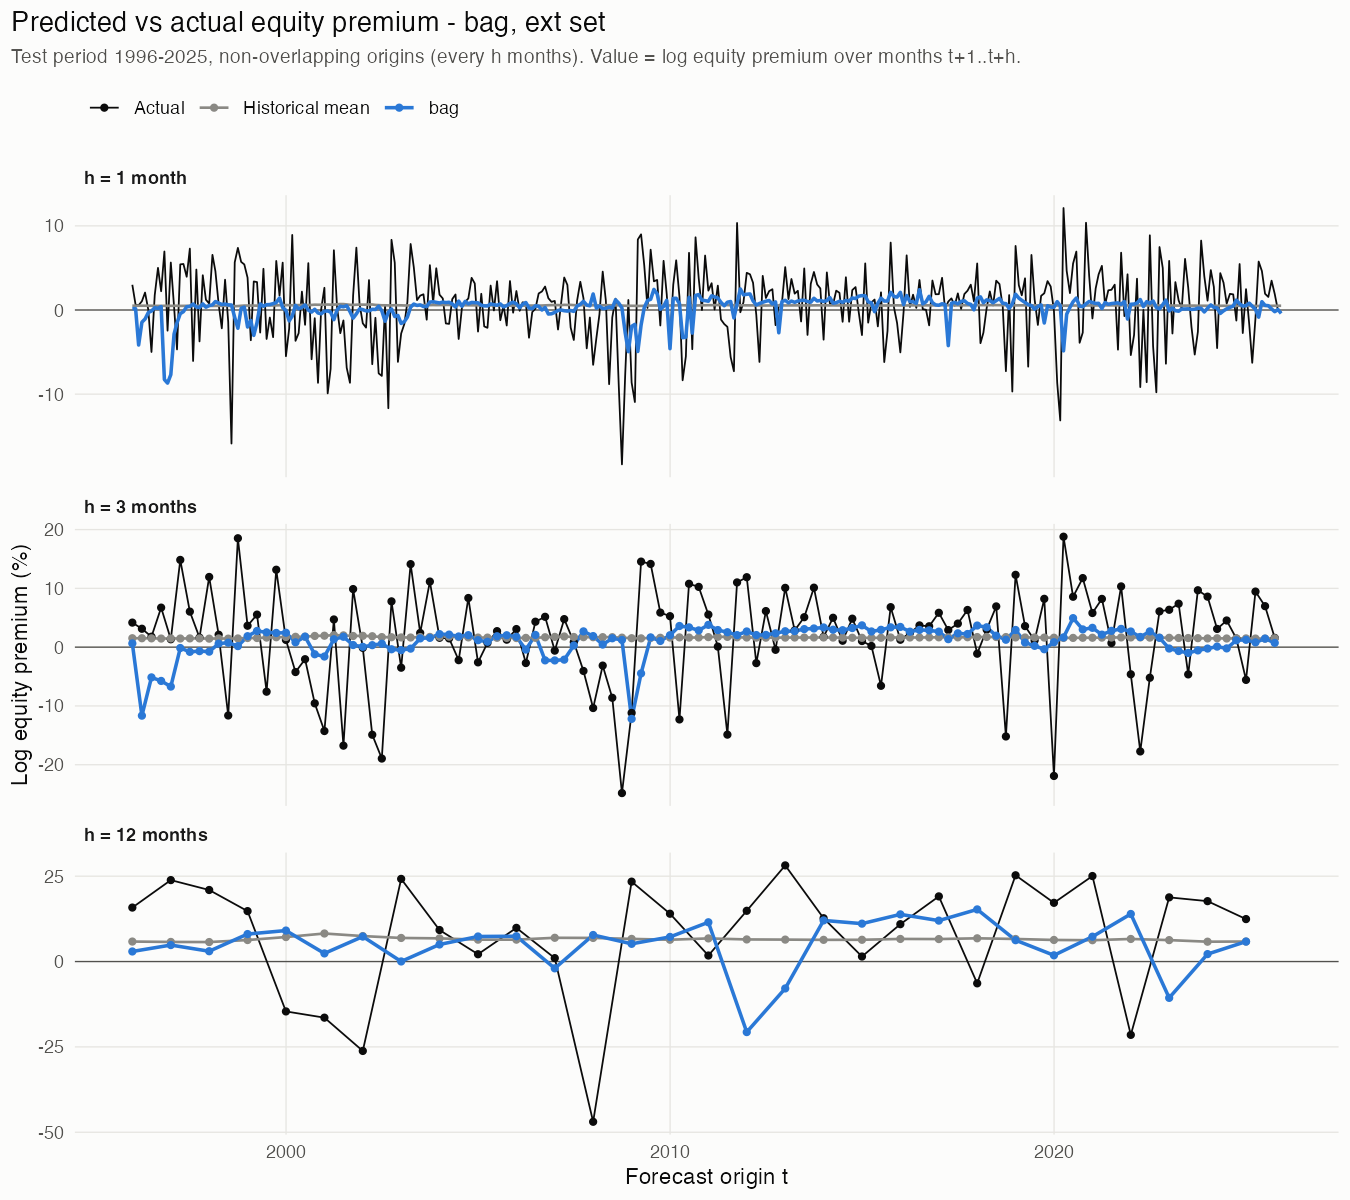 Predicted vs actual equity premium - bag, ext set
Test period 1996-2025, non-overlapping origins (every h months). Value = log equity premium over months t+1..t+h.
Actual Historical mean bag
h = 1 month
10
0
-10
h = 3 months
20
10
0
-10
-20
Log equity premium (%)
h = 12 months
25
0
-25
-50
2000 2010 2020
Forecast origin t